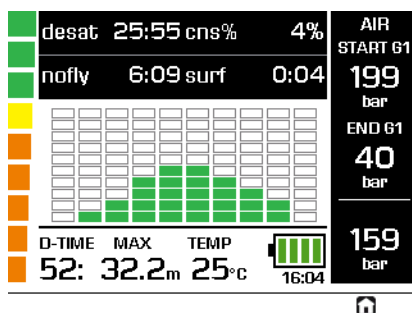 desat 25:55 cns% 4%
nofly 6:09 surf 0:04
AIR
START G1
199
bar
END G1
40
bar
159
bar
D-TIME MAX TEMP
52: 32.2m 25°C
16:04